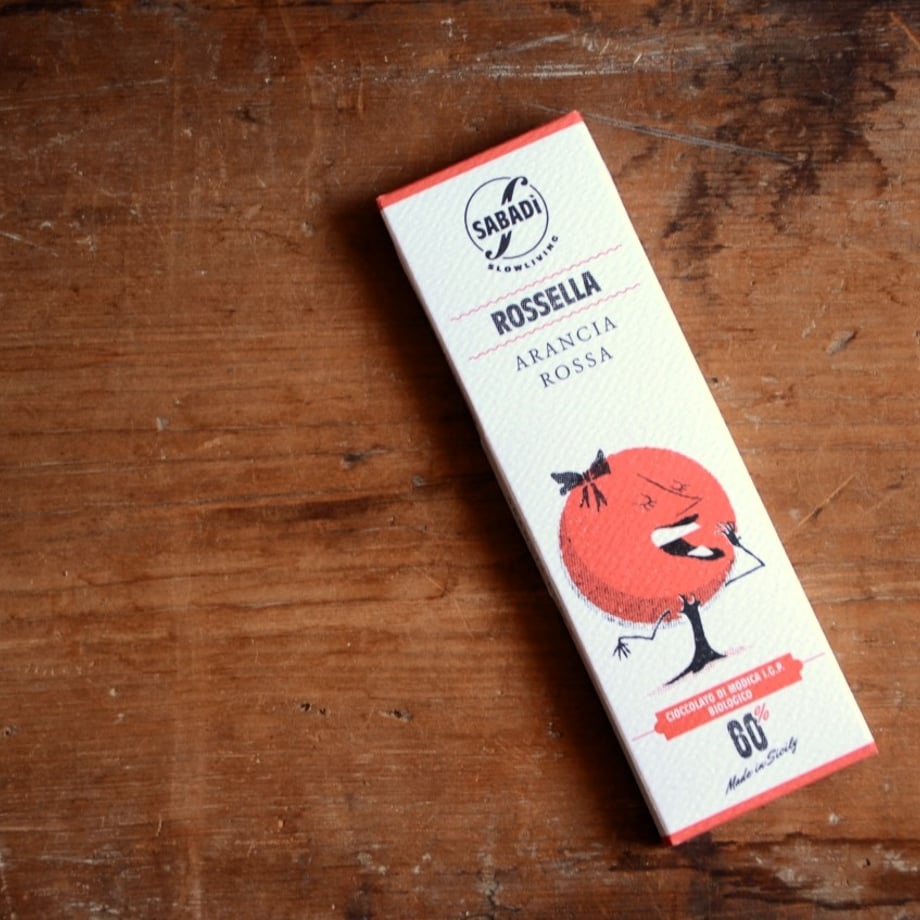 SABADì
SLOWLIVING
ROSSELLA
ARANCIA
ROSSA
CIOCCOLATO DI MODICA I.G.P.
BIOLOGICO
60%
Made in Sicily